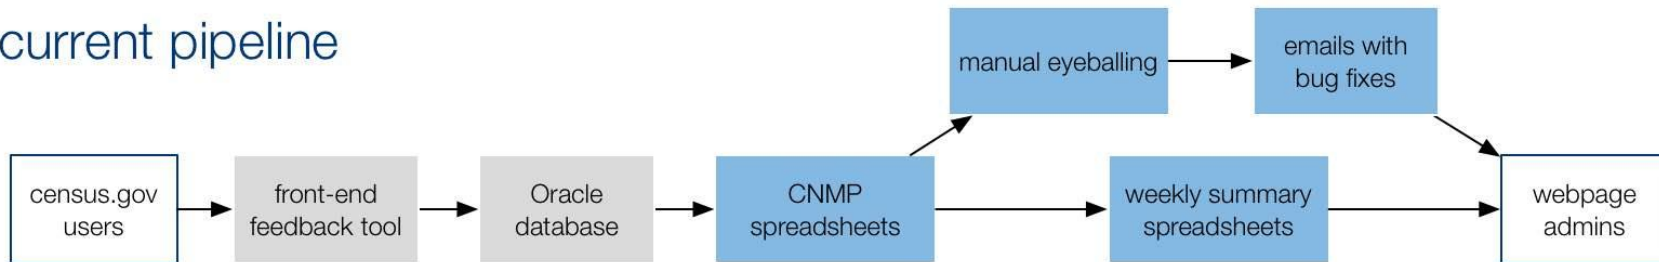 current pipeline
manual eyeballing
emails with
bug fixes
census.gov
users
front-end
feedback tool
Oracle
database
CNMP
spreadsheets
weekly summary
spreadsheets
webpage
admins